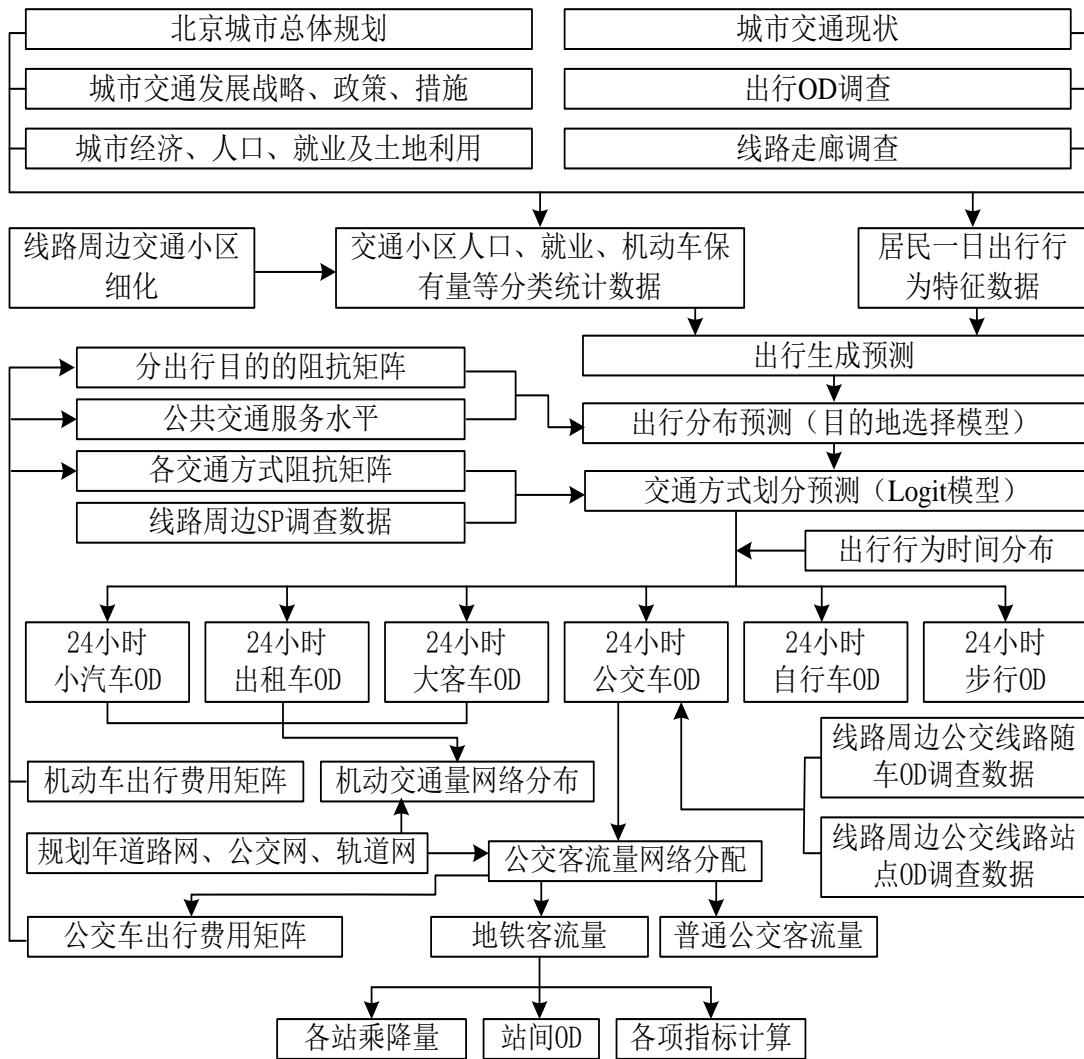 北京城市总体规划
城市交通现状
城市交通发展战略、政策、措施
出行OD调查
城市经济、人口、就业及土地利用
线路走廊调查
线路周边交通小区
细化
交通小区人口、就业、机动车保
有量等分类统计数据
居民一日出行行
为特征数据
分出行目的的阻抗矩阵
出行生成预测
公共交通服务水平
出行分布预测（目的地选择模型）
各交通方式阻抗矩阵
交通方式划分预测（Logit模型）
线路周边SP调查数据
出行行为时间分布
24小时
小汽车OD
24小时
出租车OD
24小时
大客车OD
24小时
公交车OD
24小时
自行车OD
24小时
步行OD
线路周边公交线路随
车OD调查数据
机动车出行费用矩阵
机动交通量网络分布
规划年道路网、公交网、轨道网
公交客流量网络分配
线路周边公交线路站
点OD调查数据
公交车出行费用矩阵
地铁客流量
普通公交客流量
各站乘降量
站间OD
各项指标计算